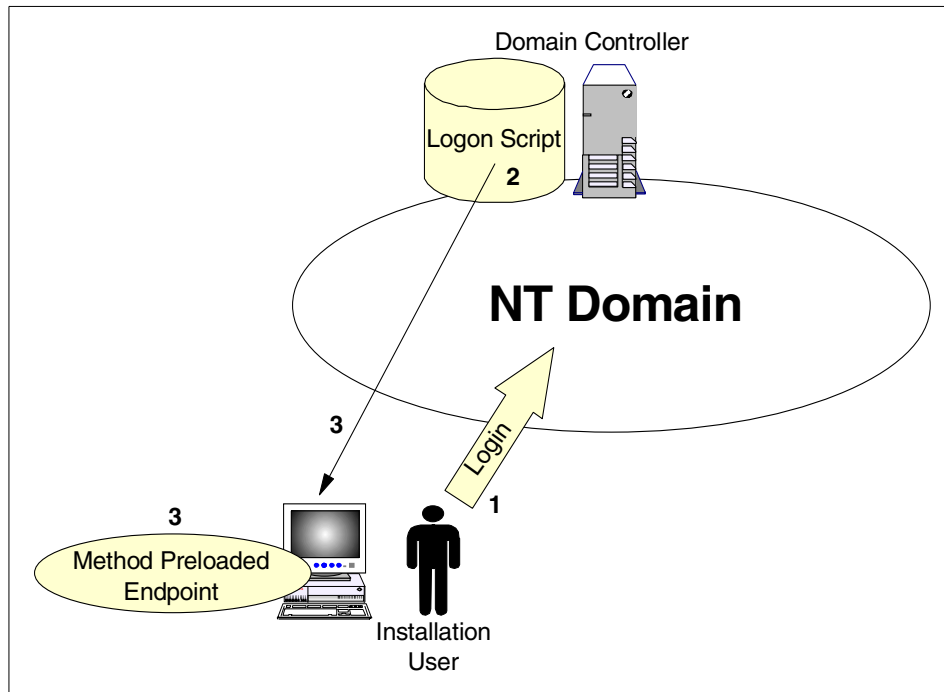 Domain Controller
Logon Script
2
NT Domain
3
Login
1
3
Method Preloaded
Endpoint
Installation
User